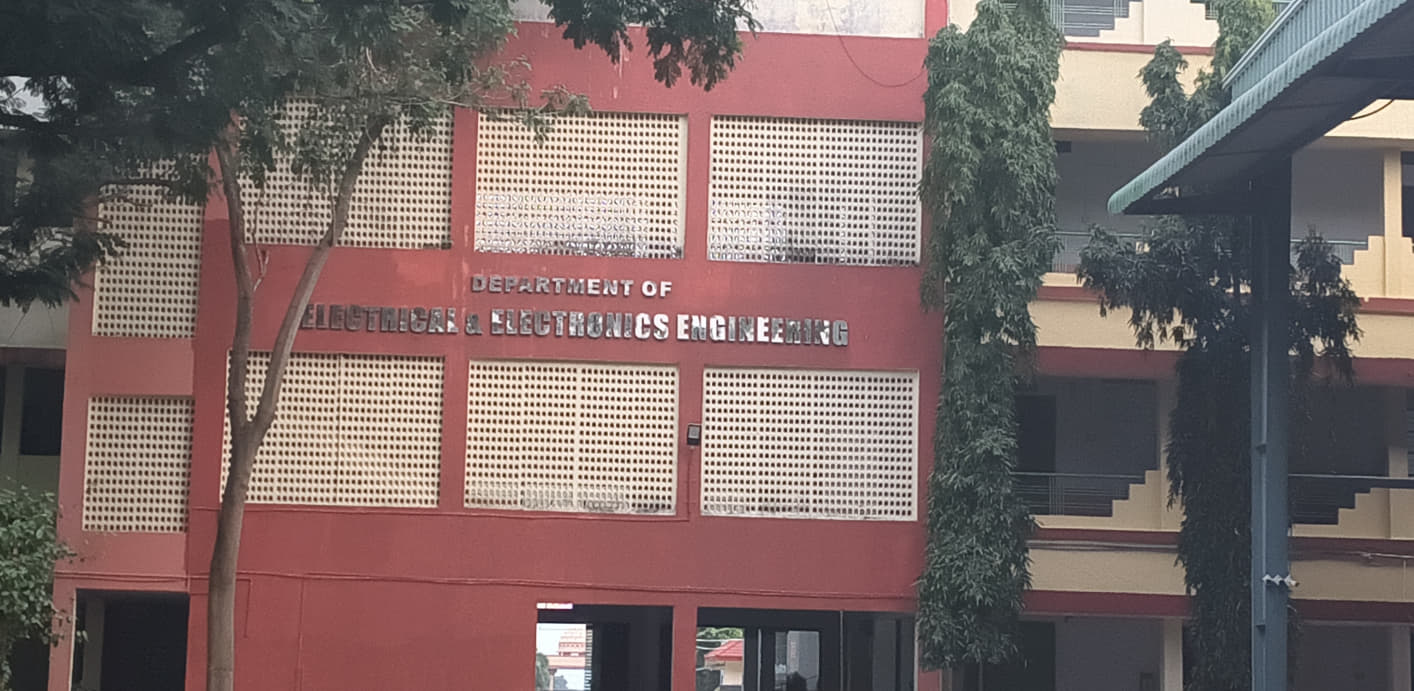 DEPARTMENT OF
ELECTRICAL & ELECTRONICS ENGINEERING